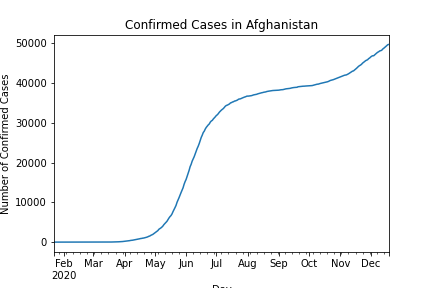 Confirmed Cases in Afghanistan
Number of Confirmed Cases
50000
40000
30000
20000
10000
0
Feb Mar Apr May Jun Jul Aug Sep Oct Nov Dec
2020